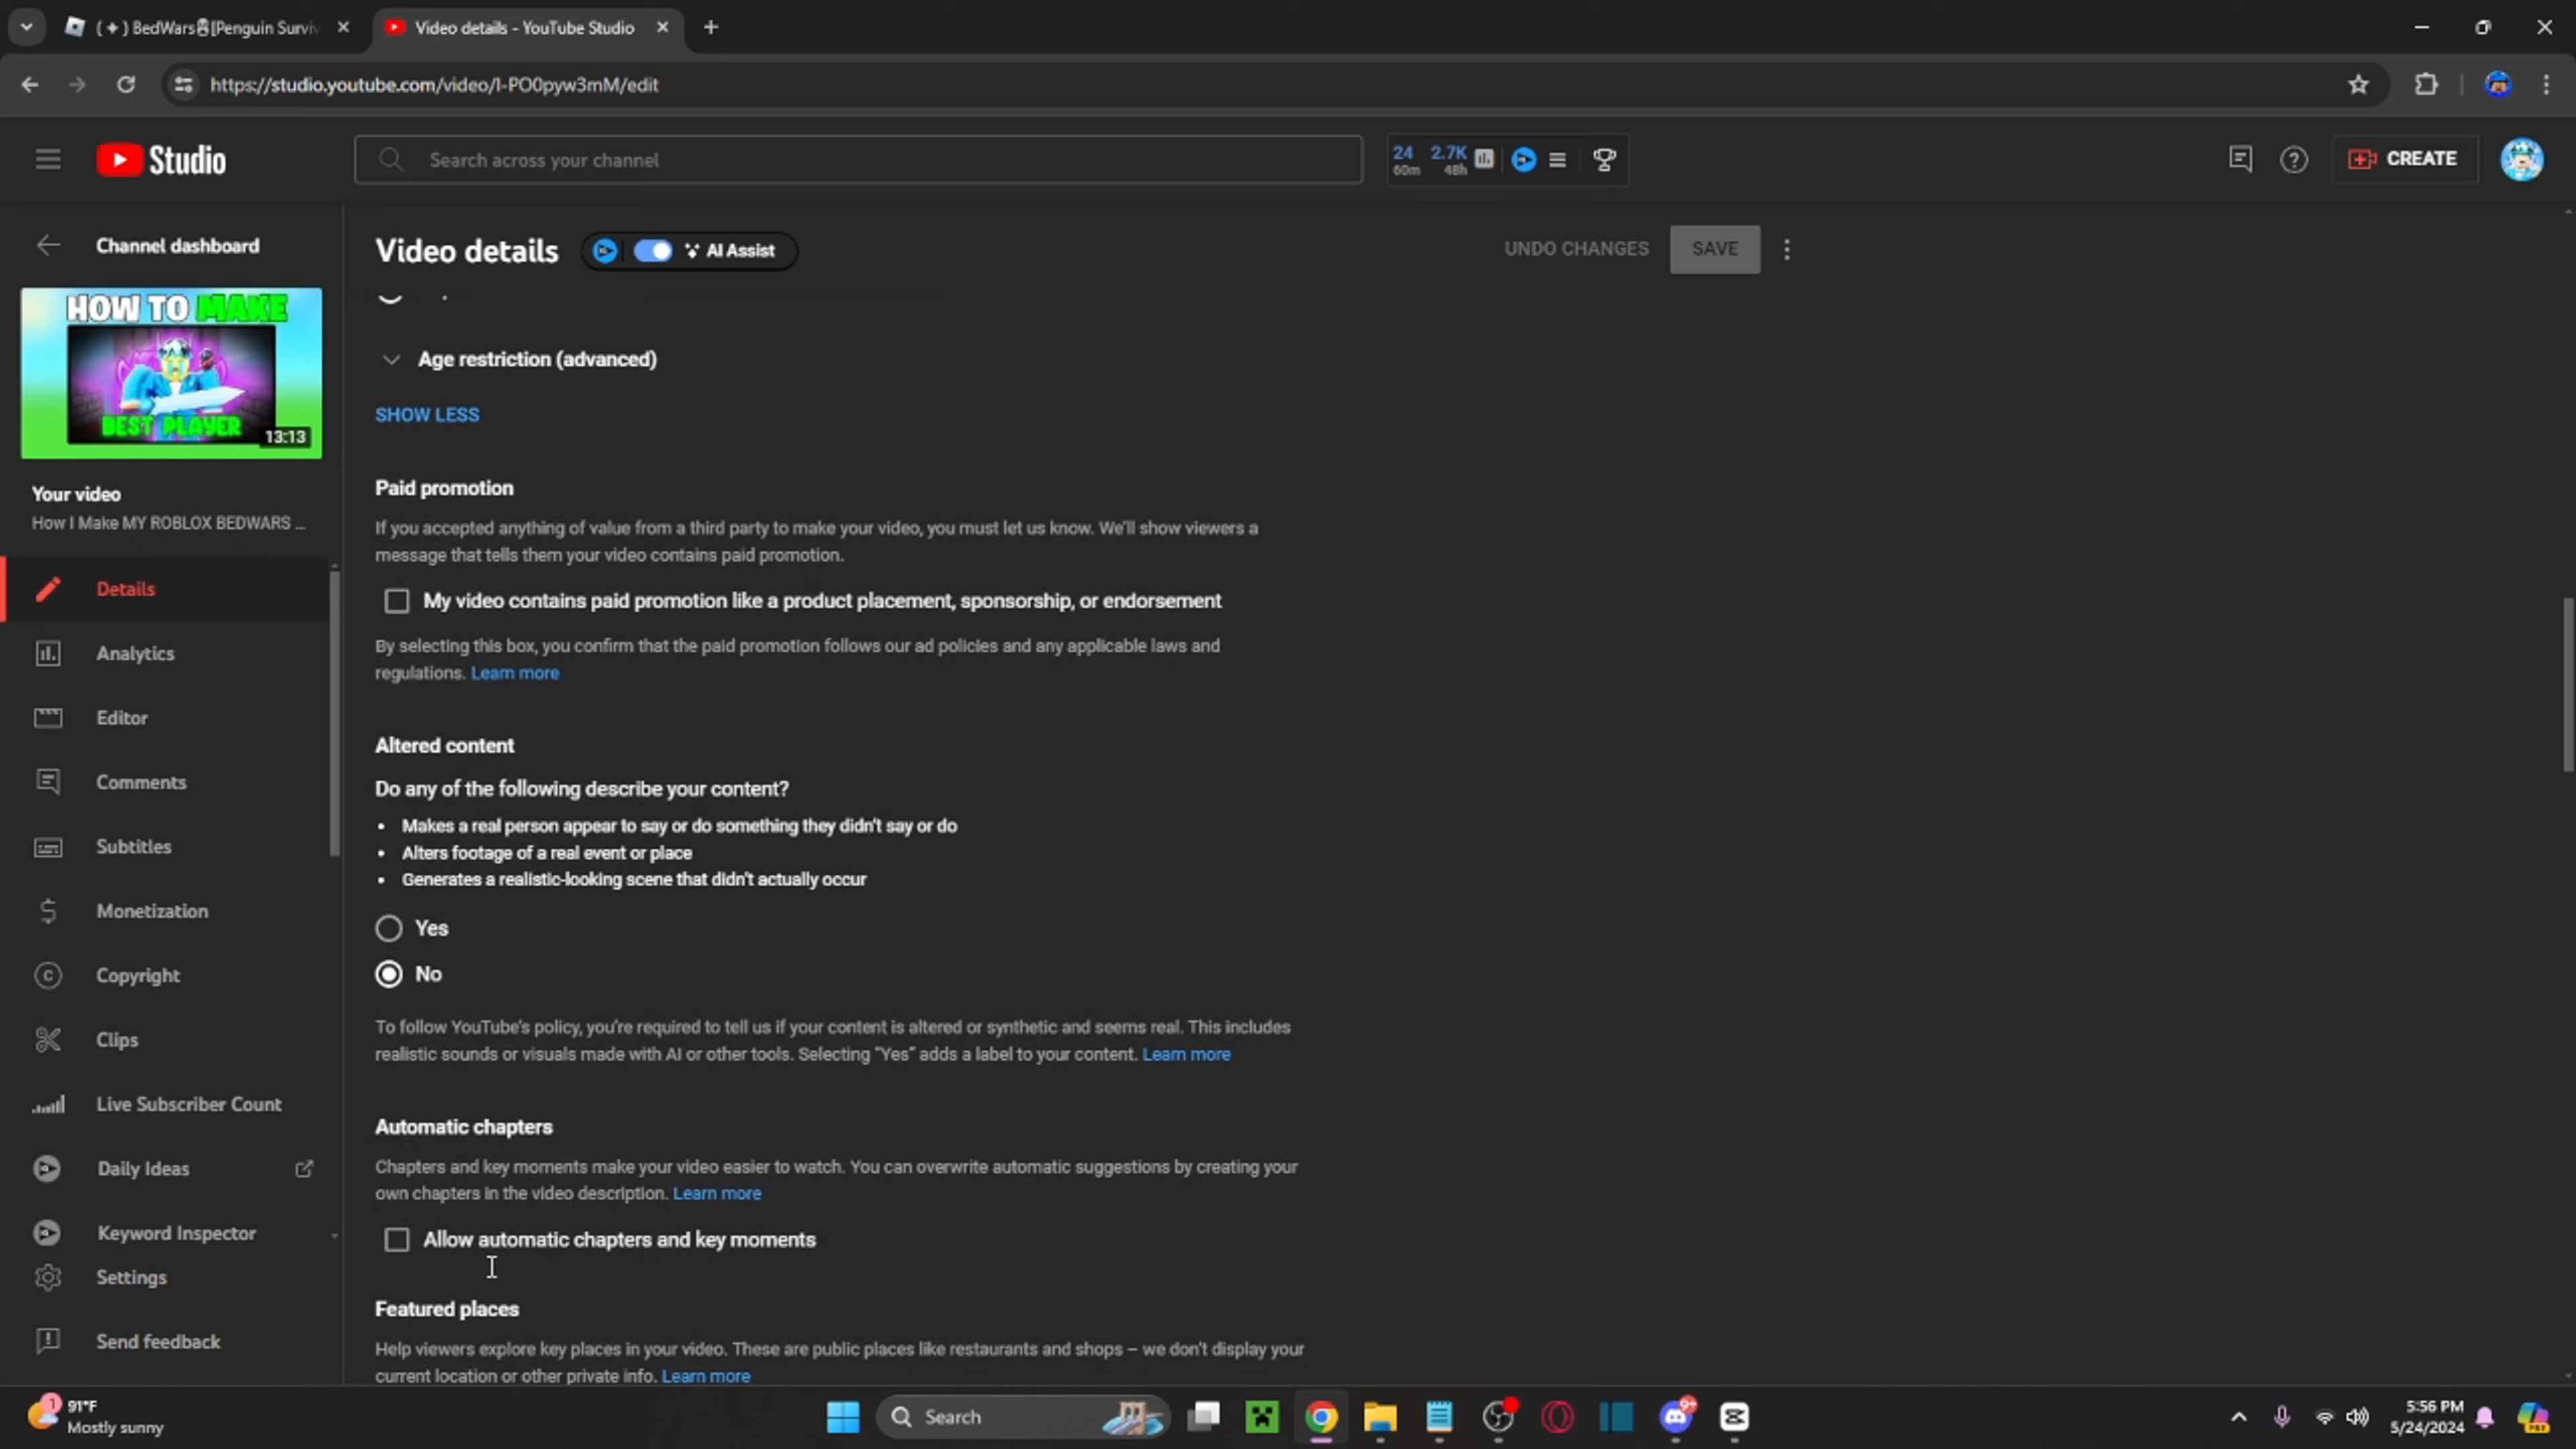 ( ✦ ) BedWars⛄[Penguin Surviv
Video details - YouTube Studio
https://studio.youtube.com/video/I-PO0pyw3mM/edit
Studio
Search across your channel
24 2.7K
60m 48h
CREATE
Channel dashboard
Video details
AI Assist
UNDO CHANGES
SAVE
HOW TO MAKE
BEST PLAYER
13:13
Your video
How I Make MY ROBLOX BEDWARS ...
Details
Analytics
Editor
Comments
Subtitles
Monetization
Copyright
Clips
Live Subscriber Count
Daily Ideas
Keyword Inspector
Settings
Send feedback
Age restriction (advanced)
SHOW LESS
Paid promotion
If you accepted anything of value from a third party to make your video, you must let us know. We'll show viewers a
message that tells them your video contains paid promotion.
My video contains paid promotion like a product placement, sponsorship, or endorsement
By selecting this box, you confirm that the paid promotion follows our ad policies and any applicable laws and
regulations. Learn more
Altered content
Do any of the following describe your content?
• Makes a real person appear to say or do something they didn't say or do
• Alters footage of a real event or place
• Generates a realistic-looking scene that didn't actually occur
Yes
No
To follow YouTube's policy, you're required to tell us if your content is altered or synthetic and seems real. This includes
realistic sounds or visuals made with AI or other tools. Selecting "Yes" adds a label to your content. Learn more
Automatic chapters
Chapters and key moments make your video easier to watch. You can overwrite automatic suggestions by creating your
own chapters in the video description. Learn more
Allow automatic chapters and key moments
Featured places
Help viewers explore key places in your video. These are public places like restaurants and shops – we don't display your
current location or other private info. Learn more
1
91°F
Mostly sunny
Search
9+
5:56 PM
5/24/2024